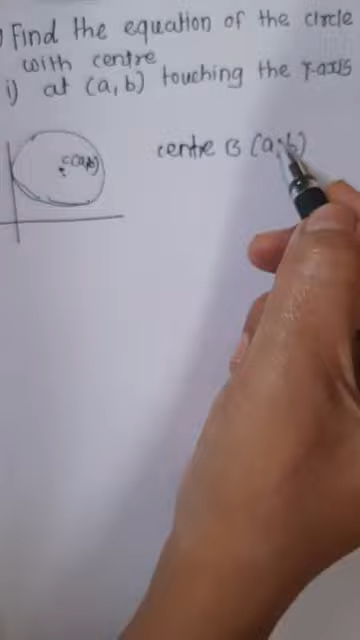 Find the equation of the circle
with centre
i) at (a, b) touching the Y-axis
C(a,b)
centre is (a, b)